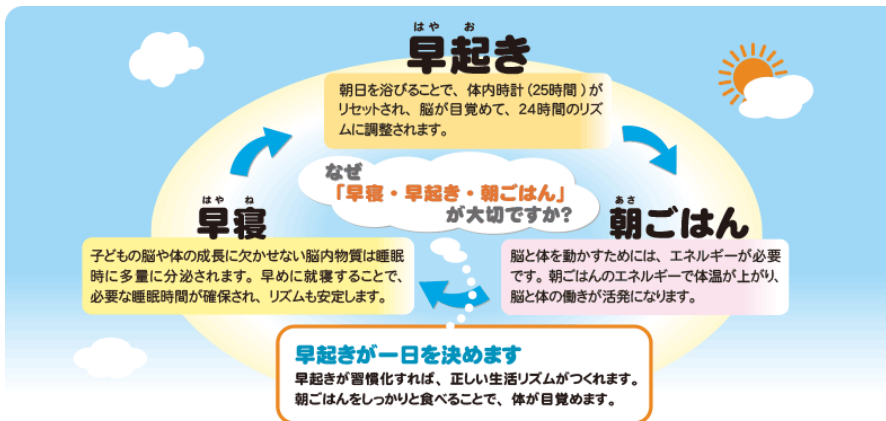 はやお
早起き
朝日を浴びることで、体内時計(25時間)が
リセットされ、脳が目覚めて、24時間のリズ
ムに調整されます。
なぜ
「早寝・早起き・朝ごはん」
が大切ですか?
はやね
早寝
子どもの脳や体の成長に欠かせない脳内物質は睡眠
時に多量に分泌されます。早めに就寝することで、
必要な睡眠時間が確保され、リズムも安定します。
あさ
朝ごはん
脳と体を動かすためには、エネルギーが必要
です。朝ごはんのエネルギーで体温が上がり、
脳と体の働きが活発になります。
早起きが一日を決めます
早起きが習慣化すれば、正しい生活リズムがつくれます。
朝ごはんをしっかりと食べることで、体が目覚めます。